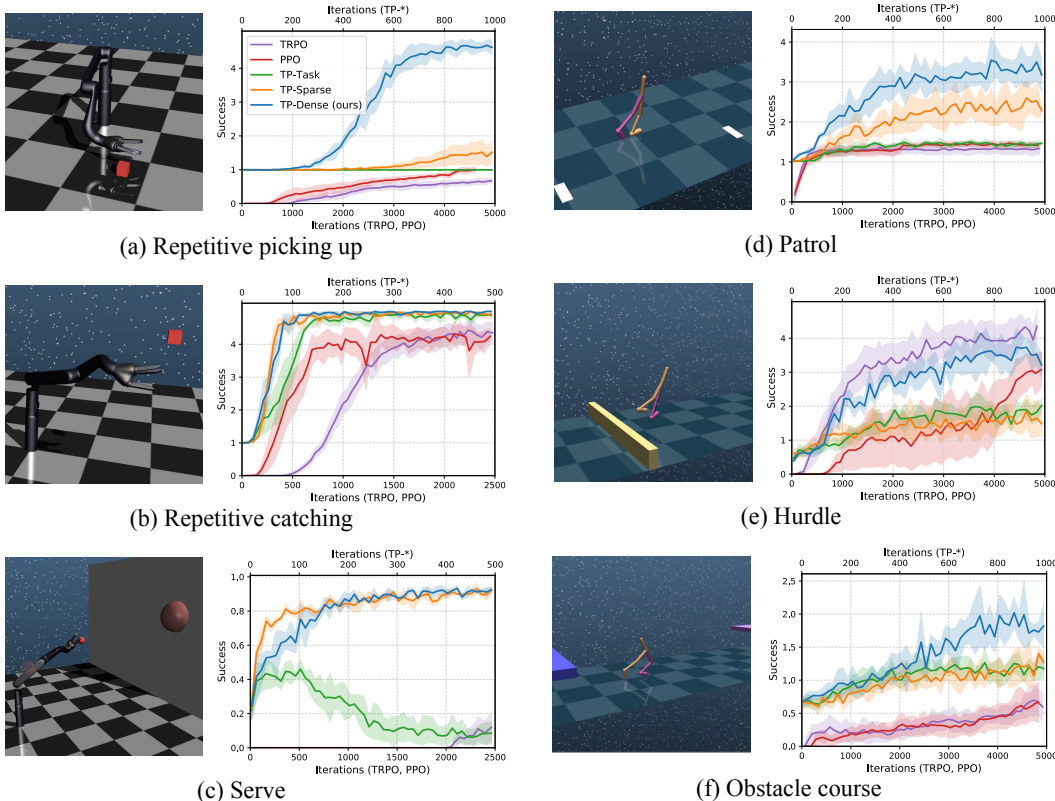 Iterations (TP-*)
0 200 400 600 800 1000
TRPO
PPO
TP-Task
TP-Sparse
TP-Dense (ours)
Success
0 1 2 3 4
0 1000 2000 3000 4000 5000
Iterations (TRPO, PPO)
(a) Repetitive picking up
Iterations (TP-*)
0 200 400 600 800 1000
Success
0 1 2 3 4
0 1000 2000 3000 4000 5000
Iterations (TRPO, PPO)
(d) Patrol
Iterations (TP-*)
0 100 200 300 400 500
Success
0 1 2 3 4
0 500 1000 1500 2000 2500
Iterations (TRPO, PPO)
(b) Repetitive catching
Iterations (TP-*)
0 200 400 600 800 1000
Success
0 1 2 3 4
0 1000 2000 3000 4000 5000
Iterations (TRPO, PPO)
(e) Hurdle
Iterations (TP-*)
0 100 200 300 400 500
Success
0,0 0,2 0,4 0,6 0,8 1,0
0 500 1000 1500 2000 2500
Iterations (TRPO, PPO)
(c) Serve
Iterations (TP-*)
0 200 400 600 800 1000
Success
0,0 0,5 1,0 1,5 2,0 2,5
0 1000 2000 3000 4000 5000
Iterations (TRPO, PPO)
(f) Obstacle course